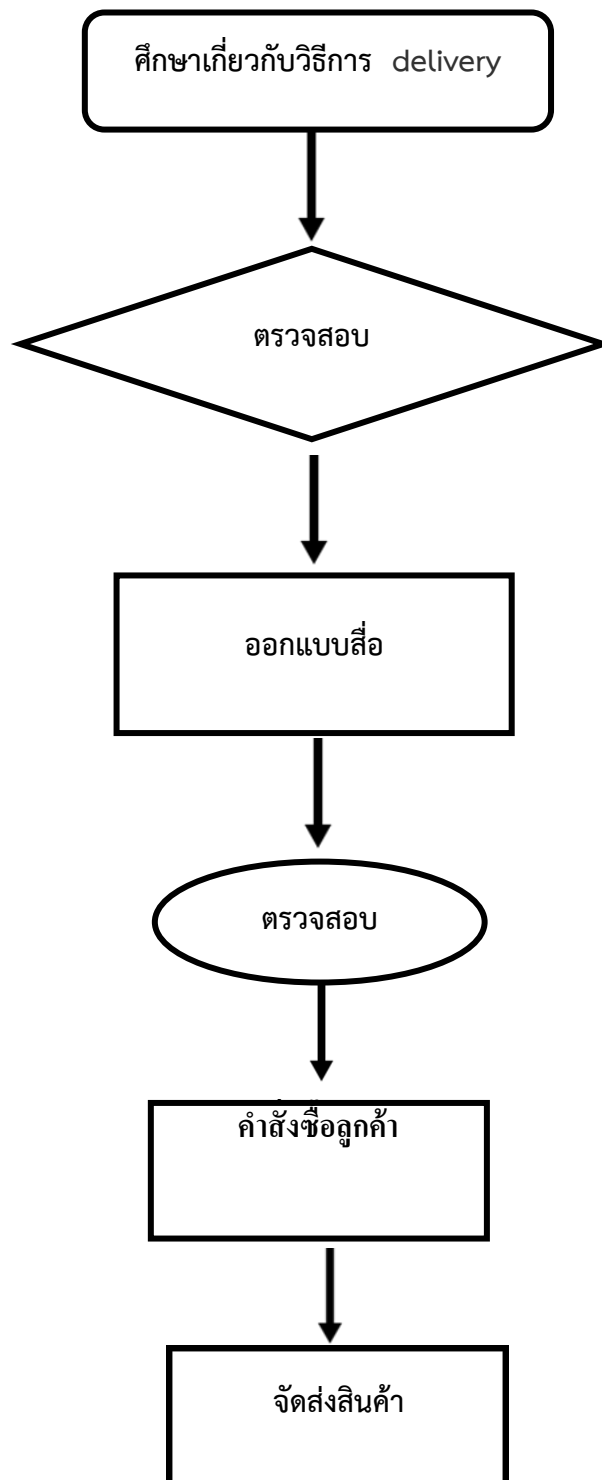 ศึกษาเกี่ยวกับวิธีการ delivery
ตรวจสอบ
ออกแบบสื่อ
ตรวจสอบ
คำสั่งซื้อลูกค้า
จัดส่งสินค้า